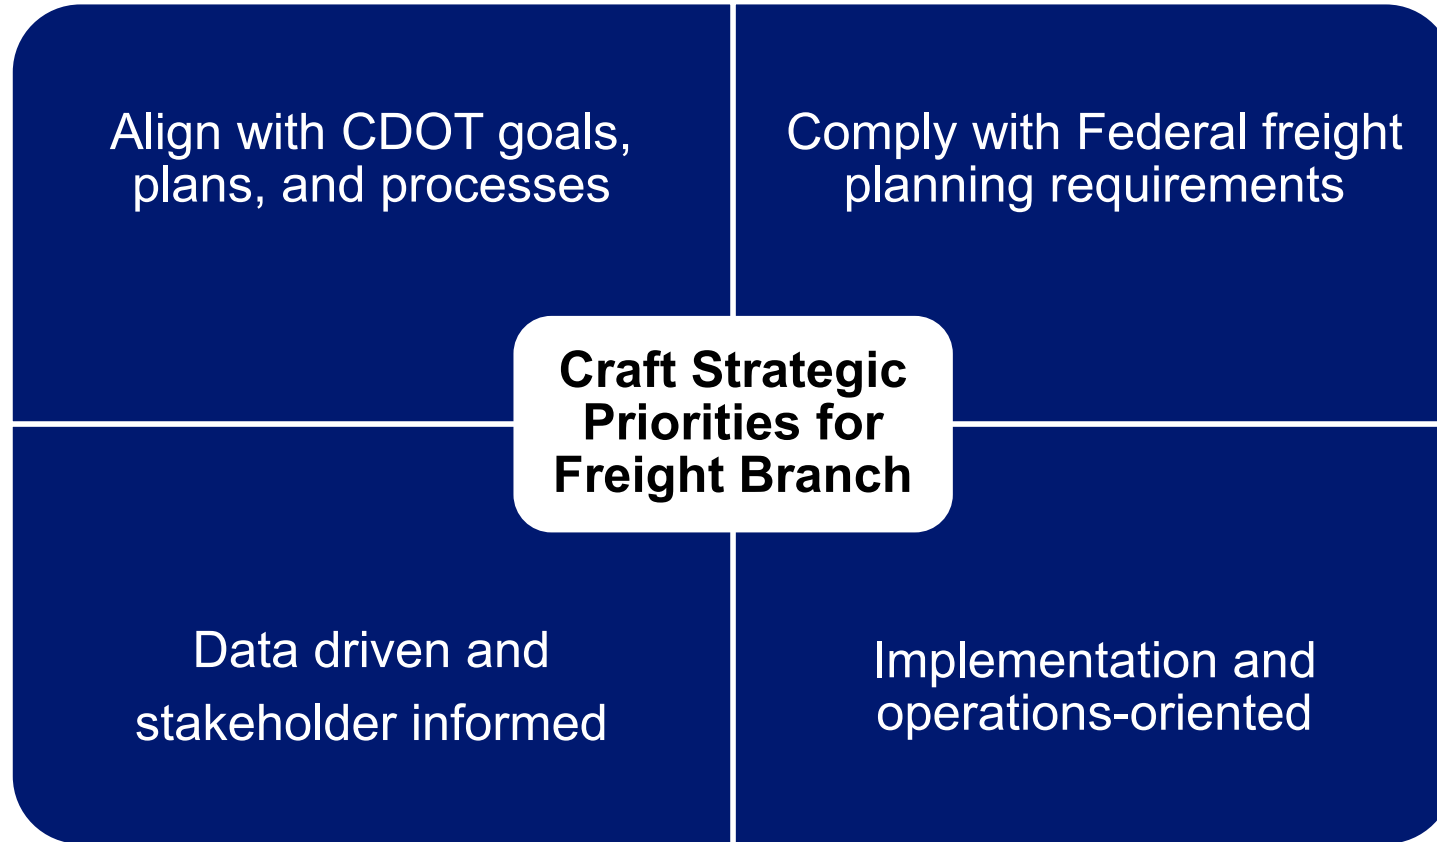 Align with CDOT goals,
plans, and processes
Comply with Federal freight
planning requirements
Craft Strategic
Priorities for
Freight Branch
Data driven and
stakeholder informed
Implementation and
operations-oriented